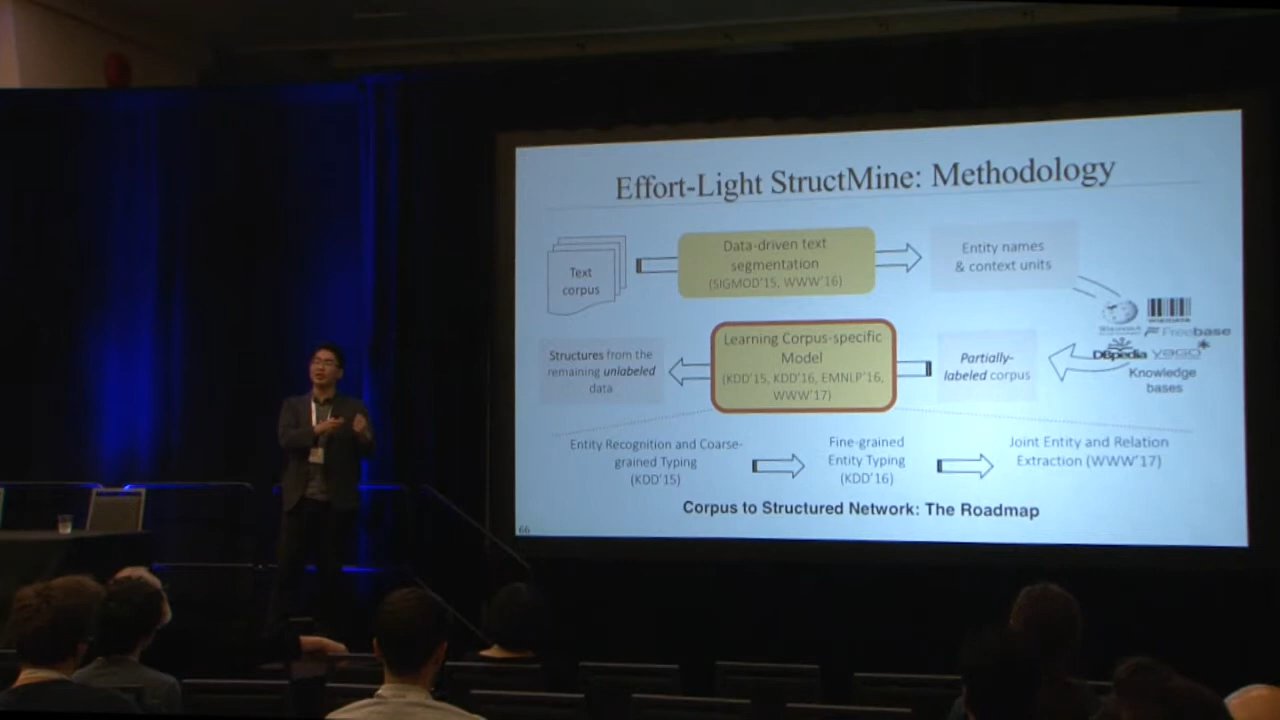 Effort-Light StructMine: Methodology
Text
corpus
Data-driven text
segmentation
(SIGMOD'15, WWW'16)
Entity names
& context units
WIKIDATA
Freebase
DBpedia yago
Knowledge
bases
Partially-
labeled corpus
Learning Corpus-specific
Model
(KDD'15, KDD'16, EMNLP'16,
WWW'17)
Structures from the
remaining unlabeled
data
Entity Recognition and Coarse-
grained Typing
(KDD'15)
Fine-grained
Entity Typing
(KDD'16)
Joint Entity and Relation
Extraction (WWW'17)
Corpus to Structured Network: The Roadmap
66